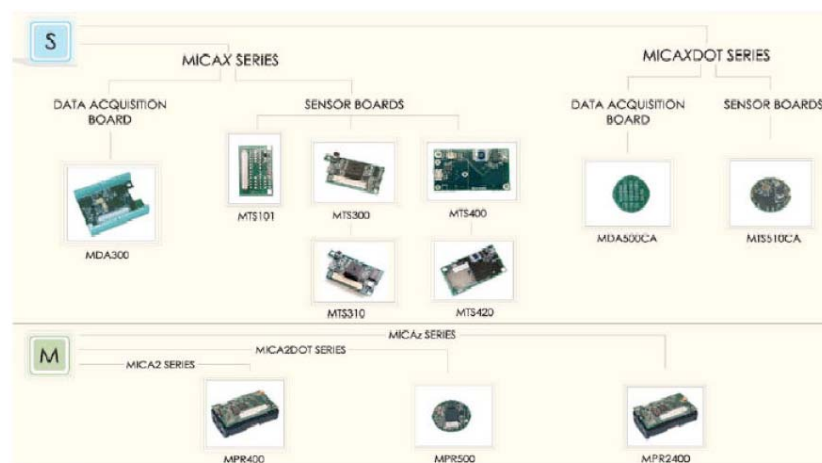 S
MICAX SERIES
MICAXDOT SERIES
DATA ACQUISITION
BOARD
SENSOR BOARDS
DATA ACQUISITION
BOARD
SENSOR BOARDS
MTS101
MTS300
MTS400
MDA300
MDA500CA
MTS510CA
MTS310
MTS420
M
MICAz SERIES
MICA2DOT SERIES
MICA2 SERIES
MPR400
MPR500
MPR2400